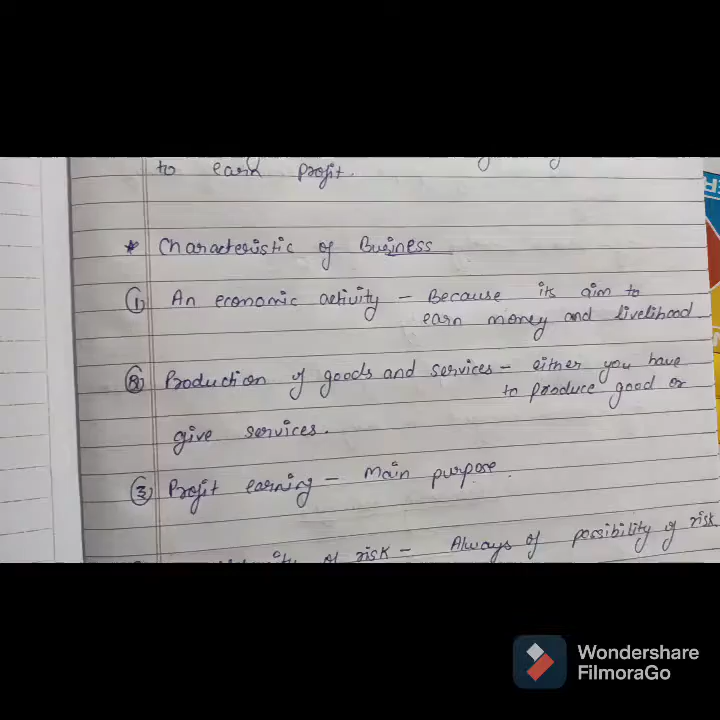 to earn profit.
* Characteristic of Business
① An economic activity – Because its aim to
earn money and livelihood
② Production of goods and services – either you have
to produce good or
give services.
③ Profit earning – Main purpose.
of risk – Always of possibility of risk
Wondershare
FilmoraGo